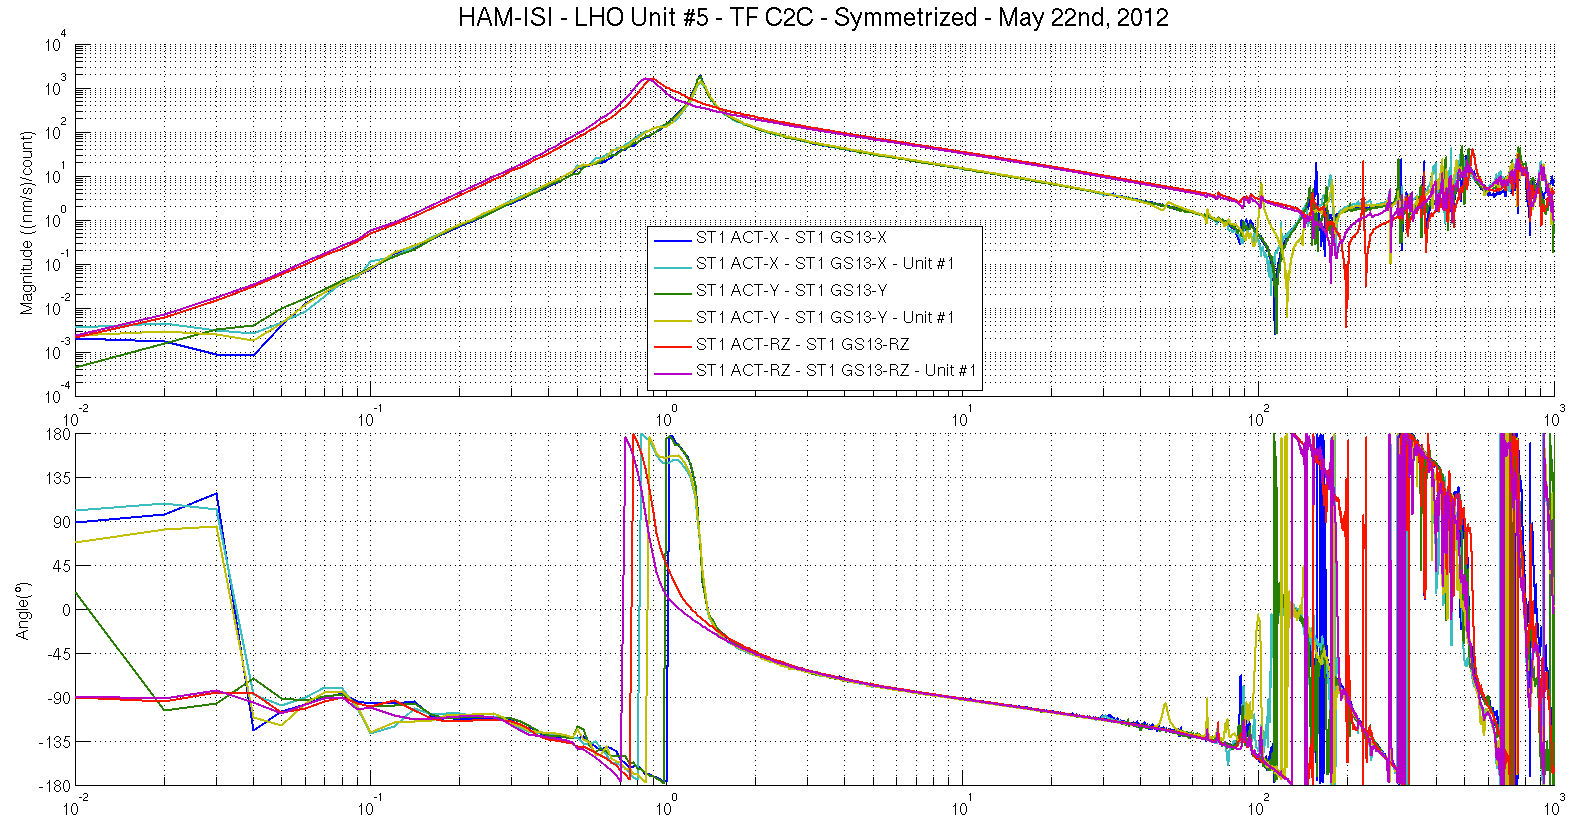 HAM-ISI - LHO Unit #5 - TF C2C - Symmetrized - May 22nd, 2012
Magnitude ((nm/s)/count)
10^4
10^3
10^2
10^1
10^0
10^-1
10^-2
10^-3
10^-4
ST1 ACT-X - ST1 GS13-X
ST1 ACT-X - ST1 GS13-X - Unit #1
ST1 ACT-Y - ST1 GS13-Y
ST1 ACT-Y - ST1 GS13-Y - Unit #1
ST1 ACT-RZ - ST1 GS13-RZ
ST1 ACT-RZ - ST1 GS13-RZ - Unit #1
10^-2 10^-1 10^0 10^1 10^2 10^3
Angle(°)
180
135
90
45
0
-45
-90
-135
-180
10^-2 10^-1 10^0 10^1 10^2 10^3